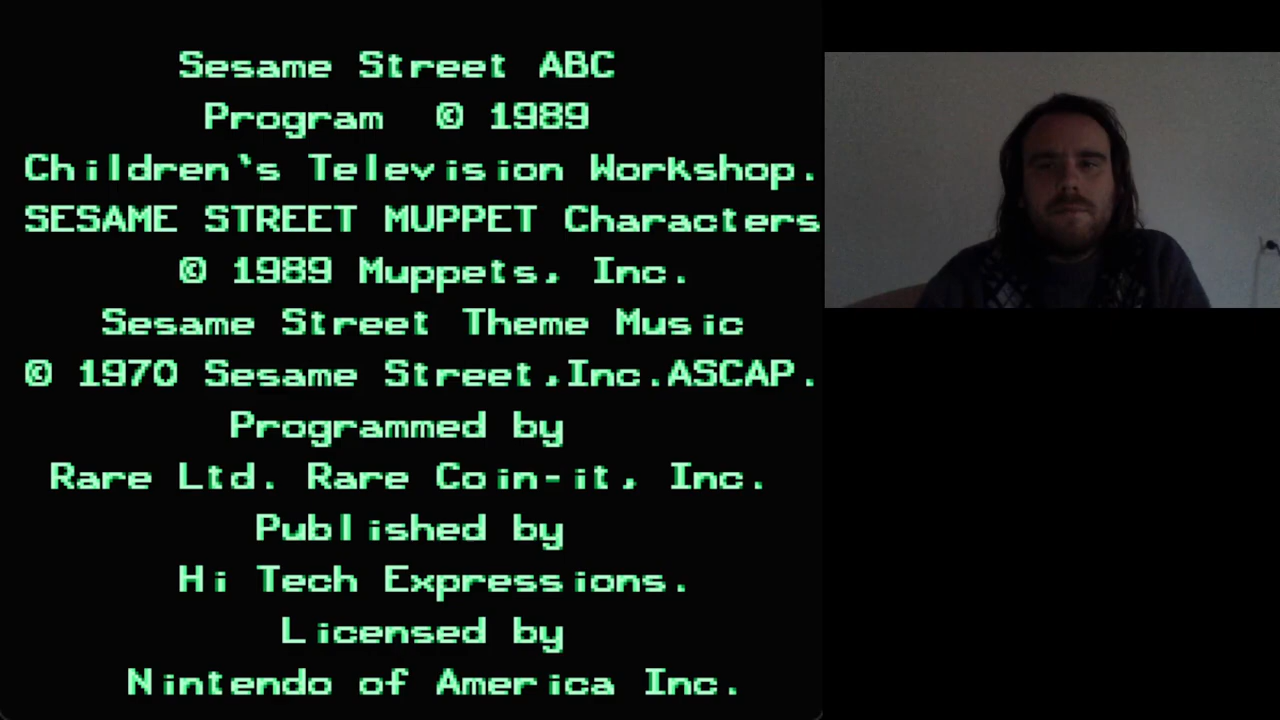 Sesame Street ABC
Program © 1989
Children's Television Workshop.
SESAME STREET MUPPET Characters
© 1989 Muppets, Inc.
Sesame Street Theme Music
© 1970 Sesame Street,Inc.ASCAP.
Programmed by
Rare Ltd. Rare Coin-it, Inc.
Published by
Hi Tech Expressions.
Licensed by
Nintendo of America Inc.